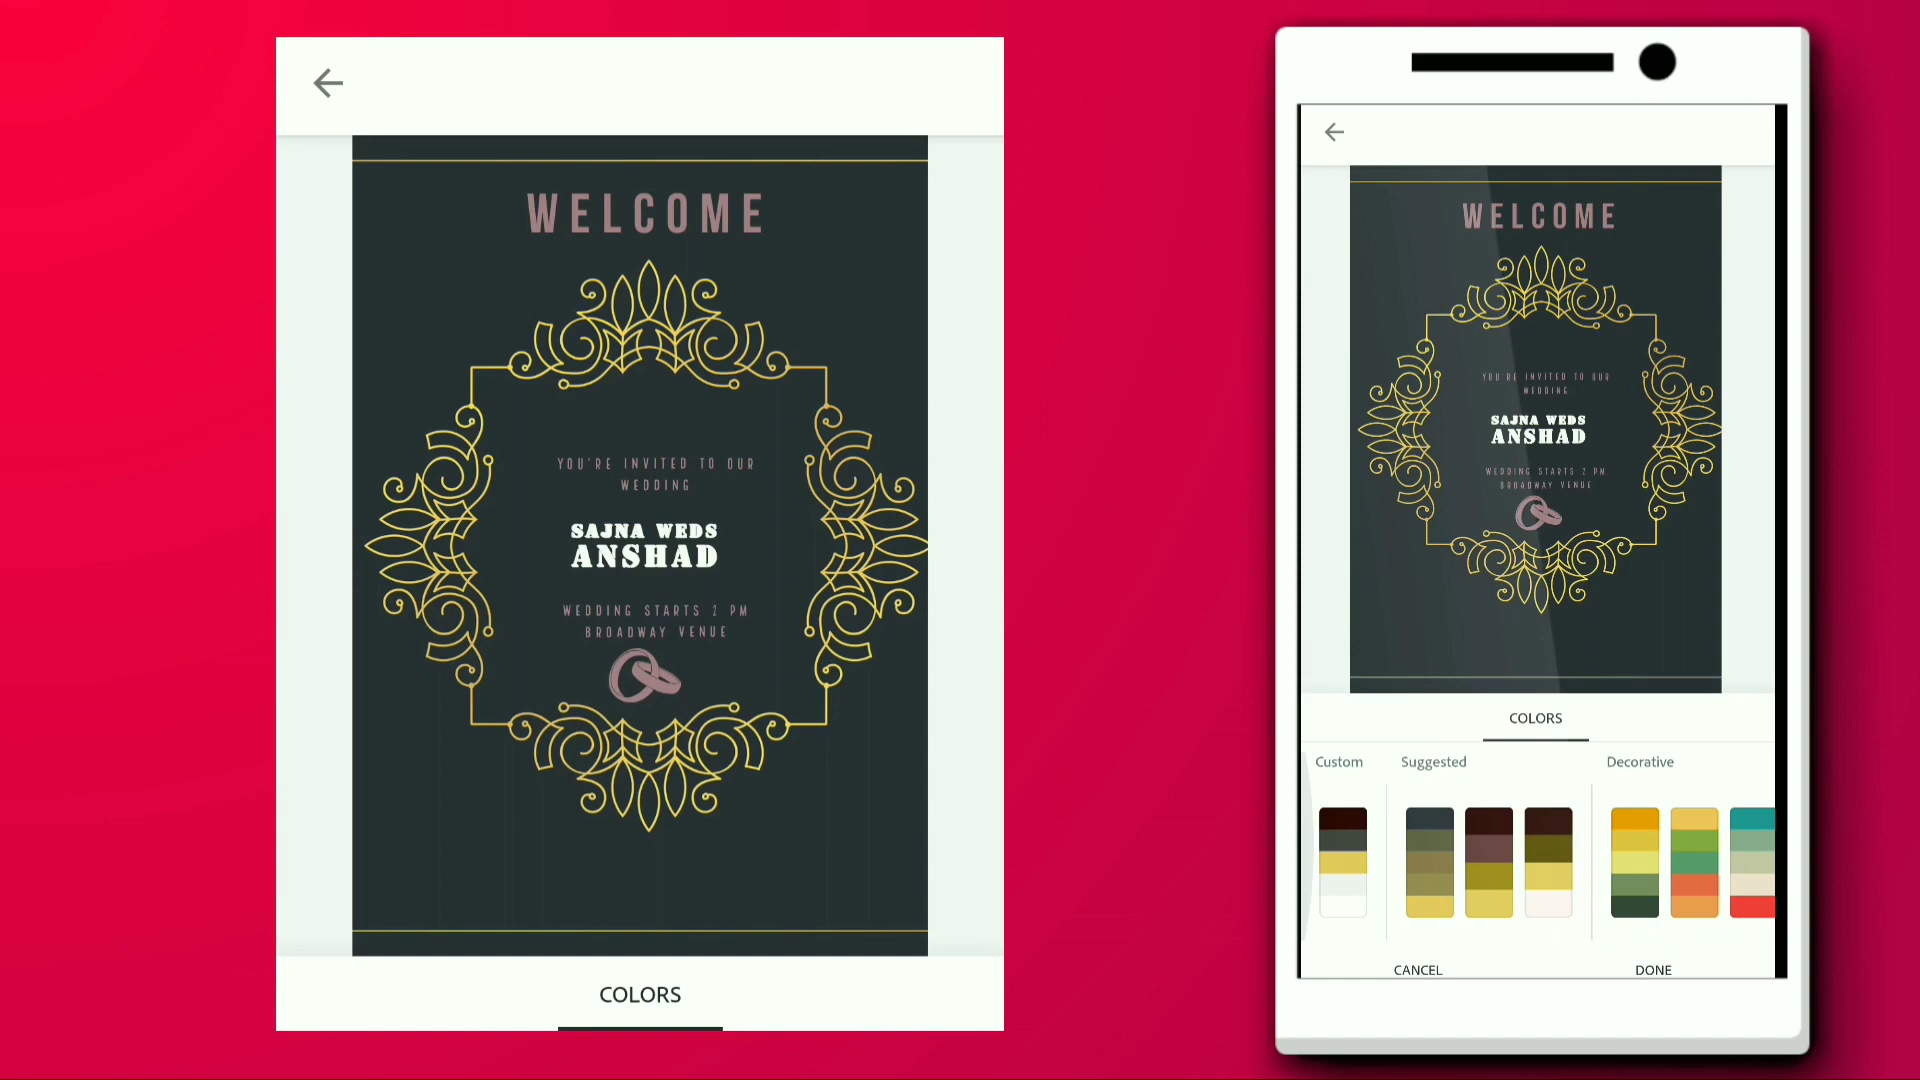 WELCOME
YOU'RE INVITED TO OUR
WEDDING
SAJNA WEDS
ANSHAD
WEDDING STARTS 2 PM
BROADWAY VENUE
COLORS
WELCOME
YOU'RE INVITED TO OUR
WEDDING
SAJNA WEDS
ANSHAD
WEDDING STARTS 2 PM
BROADWAY VENUE
COLORS
Custom Suggested Decorative
CANCEL DONE